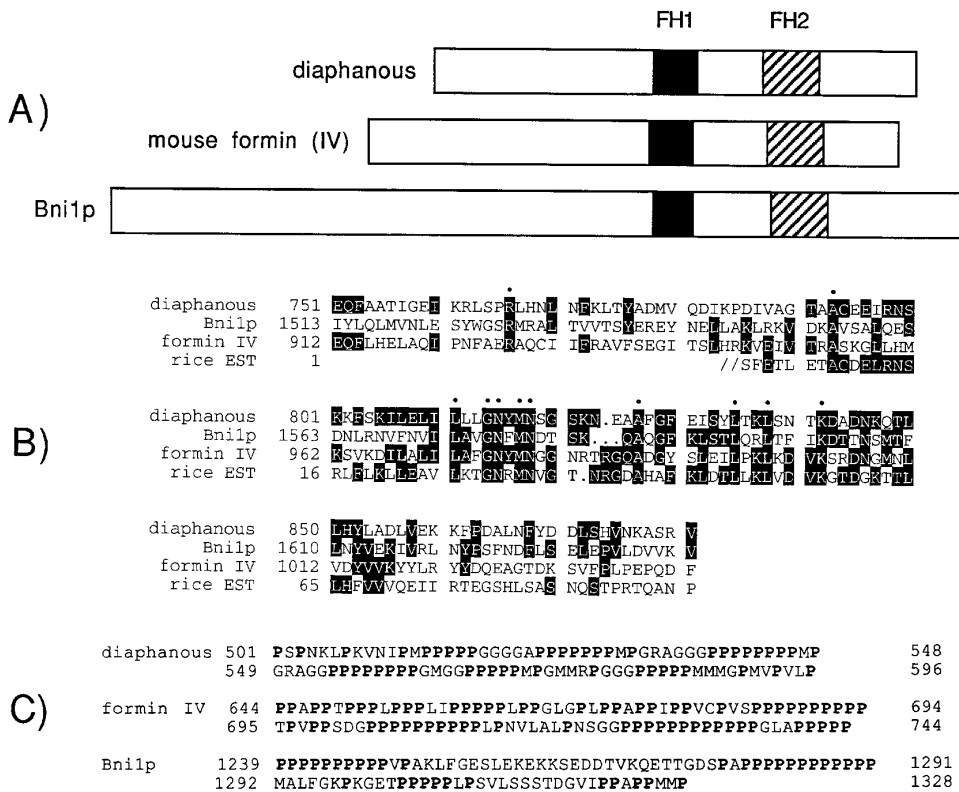 FH1 FH2
diaphanous
A)
mouse formin (IV)
Bni1p
B)
diaphanous 751 EQFAATIGEI KRLSPRLHNL NFKLTYADMVQ DIKPDIVAG TAACEEIRNS
Bni1p 1513 IYLQLMVNLE SYWGSRMRAL TVVTSYEREY NELLAKLRKV DKAVSALQES
formin IV 912 EQFLHELAQI PNFAERAQCI IFRAVFSEGI TSLHRKVEIV TRASKGLLHM
rice EST 1 //SFETL ETACDELRNS
diaphanous 801 KKFSKILELI LLLGNYMNSG SKN.EAAFGF EISYLTKLSN TKDADNKQTL
Bni1p 1563 DNLRNVFNVI LAVGNFMNDT SK...QAQGF KLSTLQRLTF IKDTTNSMTF
formin IV 962 KSVKDILALI LAFGNYMNGG NRTRGQADGY SLEILPKLKD VKSRDNGMNL
rice EST 16 RLFLKLLEAV LKTGNRMNVG T.NRGDAHAF KLDTLLKLVD VKGTDGKTTL
diaphanous 850 LHYLADLVEK KFPDALNFYD DLSHVNKASR V
Bni1p 1610 LNYVEKIVRL NYPSFNDFLS ELEPVLDVVK V
formin IV 1012 VDYVVKYYLR YYDQEAGTDK SVFPLPEPQD F
rice EST 65 LHFVVVQEII RTEGSHLSAS NQSTPRTQAN P
C)
diaphanous 501 PSPNKLPKVNIPMPPPPPGGGGAPPPPPPPMPGRAGGGPPPPPPPPMP 548
549 GRAGGPPPPPPPPGMGGPPPPPMPGMMRPGGGPPPPPMMMGPMVPVLP 596
formin IV 644 PPAPPTPPPLPPPLIPPPPPLPPGLGPLPPAPPIPPVCPVSPPPPPPPPPP 694
695 TPVPPSDGPPPPPPPPPLPNVLALPNSGGPPPPPPPPPPPPGLAPPPPP 744
Bni1p 1239 PPPPPPPPPPVPAKLFGESLEKEKKSEDDTVKQETTGDSPAPPPPPPPPPPPP 1291
1292 MALFGKPKGETPPPPPLPSVLSSSTDGVIPPAPPMMP 1328